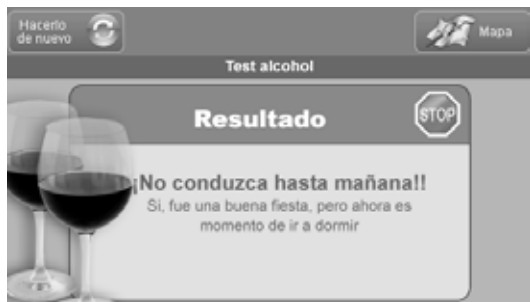 Hacerlo
de nuevo
Mapa
Test alcohol
Resultado
STOP
¡No conduzca hasta mañana!!
Si, fue una buena fiesta, pero ahora es
momento de ir a dormir